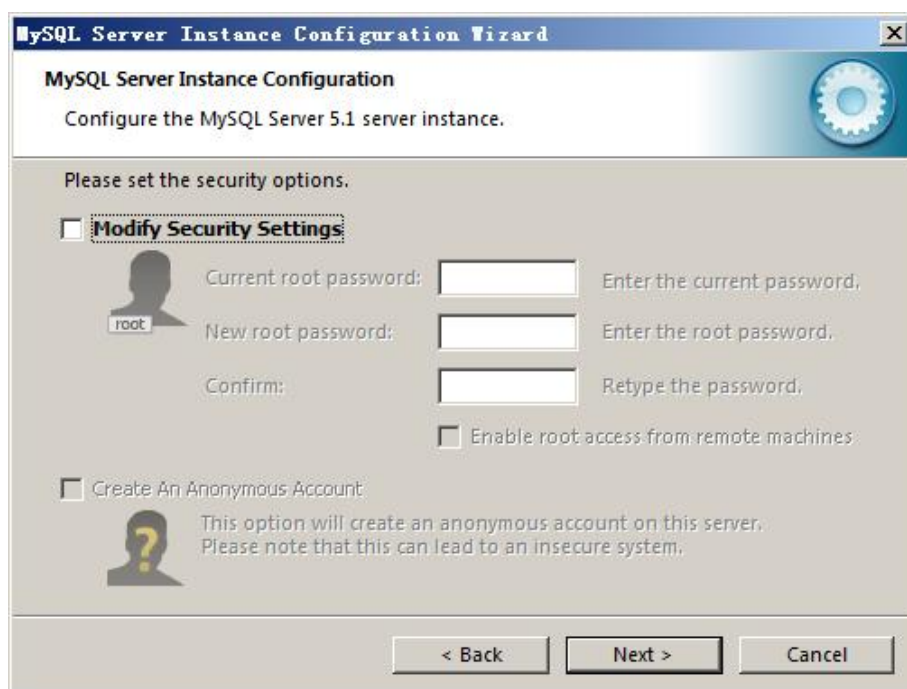 MySQL Server Instance Configuration Wizard
MySQL Server Instance Configuration
Configure the MySQL Server 5.1 server instance.
Please set the security options.
Modify Security Settings
Current root password: Enter the current password.
root
New root password: Enter the root password.
Confirm: Retype the password.
Enable root access from remote machines
Create An Anonymous Account
This option will create an anonymous account on this server.
Please note that this can lead to an insecure system.
< Back Next > Cancel